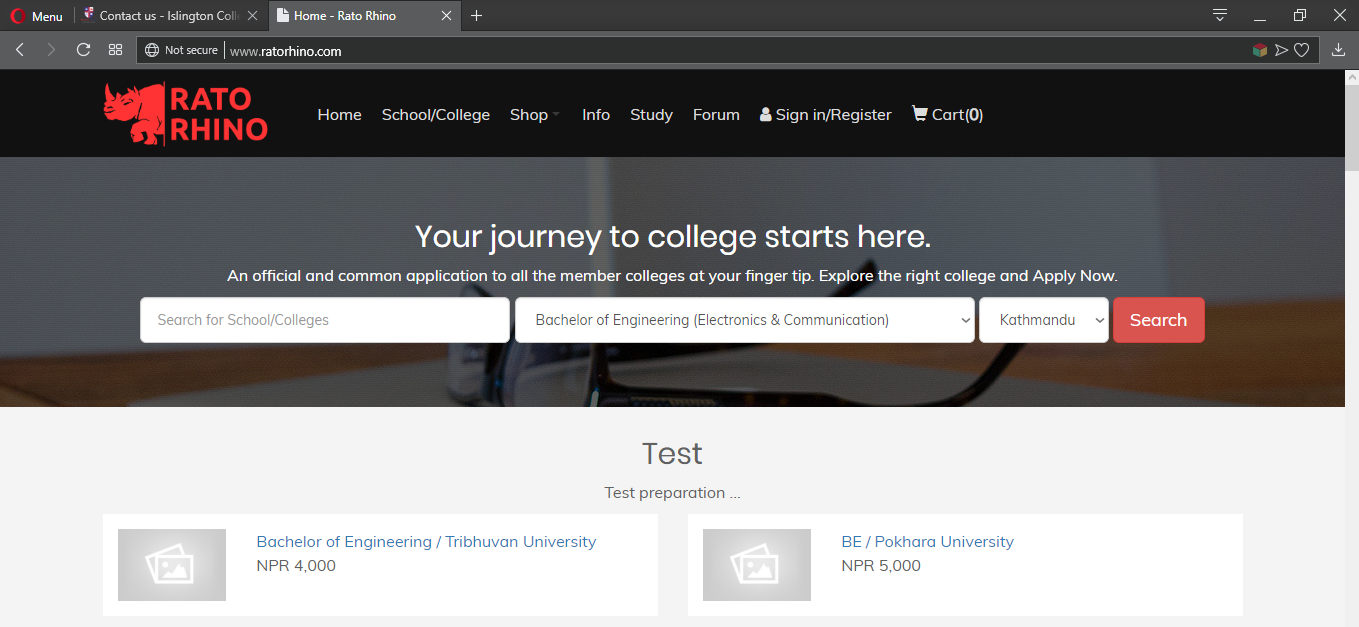 Menu
Contact us - Islington Coll
Home - Rato Rhino
Not secure
www.ratorhino.com
RATO
RHINO
Home
School/College
Shop
Info
Study
Forum
Sign in/Register
Cart(0)
Your journey to college starts here.
An official and common application to all the member colleges at your finger tip. Explore the right college and Apply Now.
Search for School/Colleges
Bachelor of Engineering (Electronics & Communication)
Kathmandu
Search
Test
Test preparation ...
Bachelor of Engineering / Tribhuvan University
NPR 4,000
BE / Pokhara University
NPR 5,000